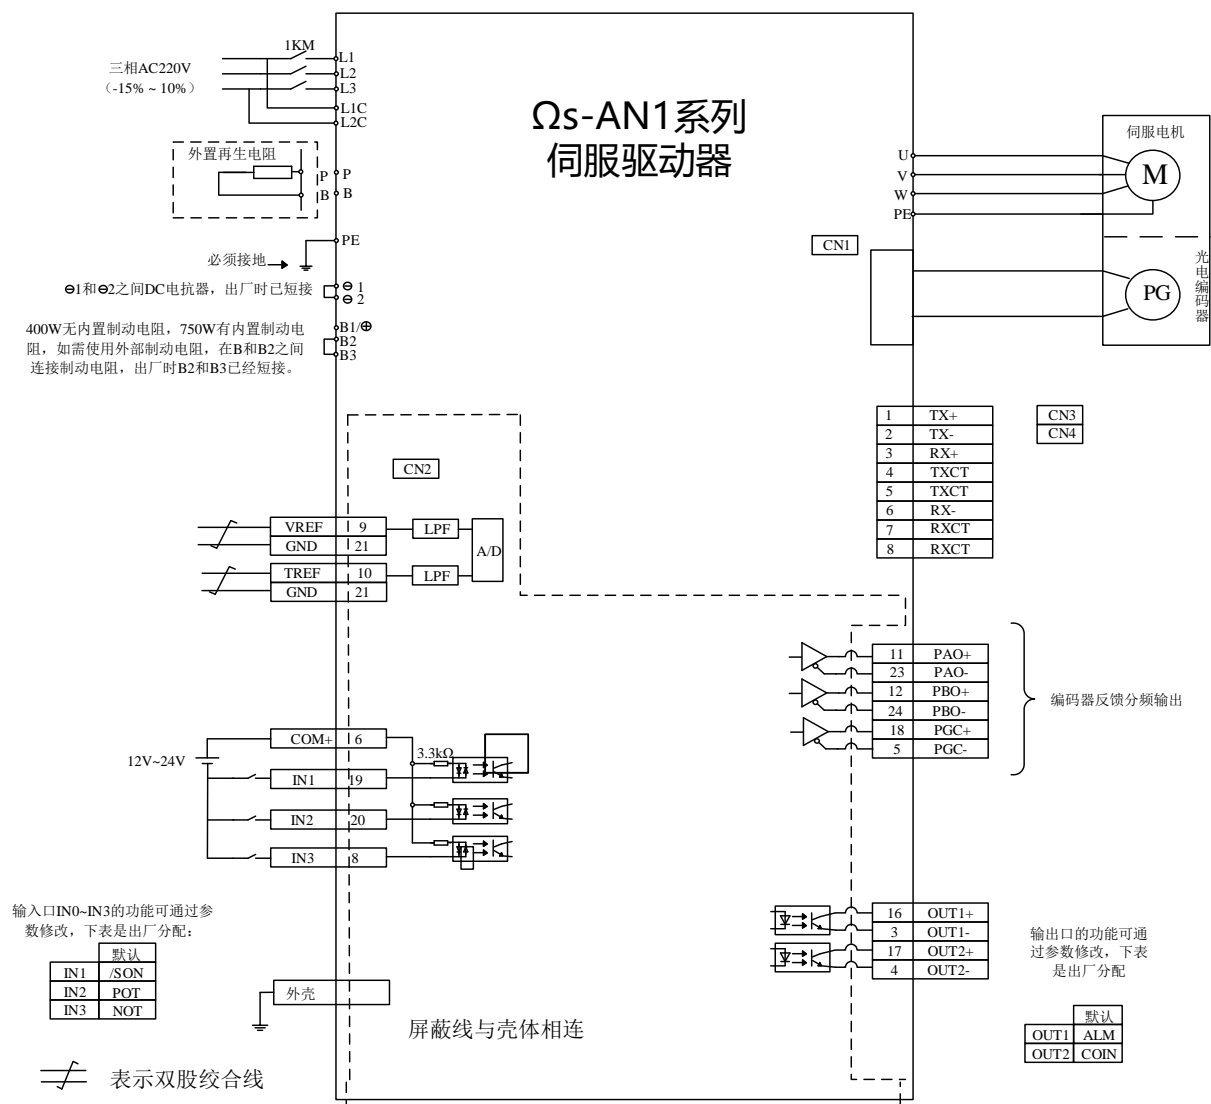 Ωs-AN1系列
伺服驱动器
1KM
三相AC220V
（-15% ~ 10%）
L1
L2
L3
L1C
L2C
外置再生电阻
P P
B B
PE
必须接地
⊖1和⊖2之间DC电抗器，出厂时已短接
⊖ 1
⊖ 2
400W无内置制动电阻，750W有内置制动电
阻，如需使用外部制动电阻，在B和B2之间
连接制动电阻，出厂时B2和B3已经短接。
B1/⊕
B2
B3
U
V
W
PE
伺服电机
M
CN1
PG
光电编码器
1 TX+
2 TX-
3 RX+
4 TXCT
5 TXCT
6 RX-
7 RXCT
8 RXCT
CN3
CN4
CN2
VREF 9
GND 21
LPF
TREF 10
GND 21
LPF
A/D
11 PAO+
23 PAO-
12 PBO+
24 PBO-
18 PGC+
5 PGC-
编码器反馈分频输出
12V~24V
COM+ 6
3.3kΩ
IN1 19
IN2 20
IN3 8
输入口IN0~IN3的功能可通过参
数修改，下表是出厂分配：
默认
IN1 /SON
IN2 POT
IN3 NOT
16 OUT1+
3 OUT1-
17 OUT2+
4 OUT2-
输出口的功能可通
过参数修改，下表
是出厂分配
默认
OUT1 ALM
OUT2 COIN
外壳
屏蔽线与壳体相连
表示双股绞合线